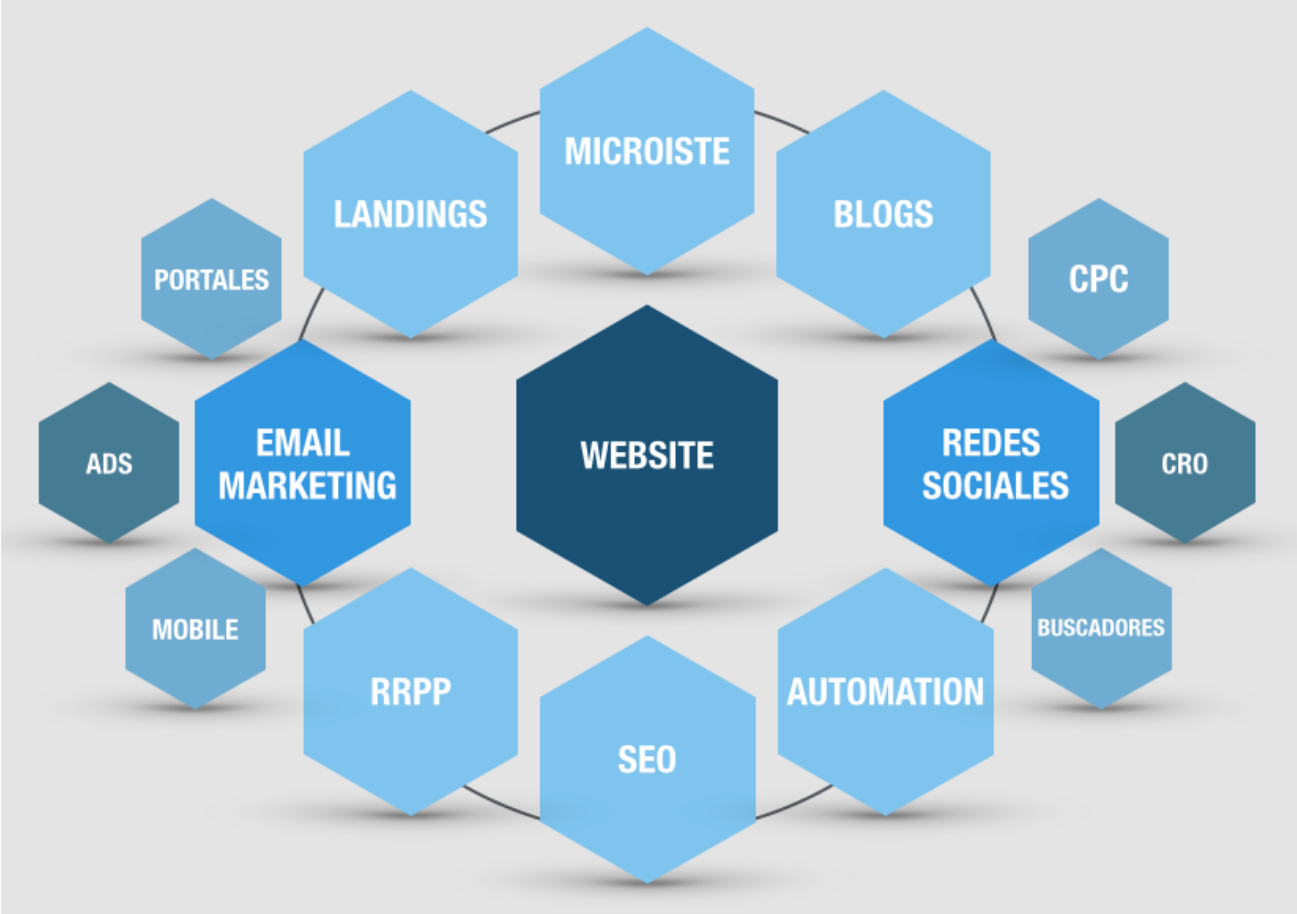 MICROISTE
LANDINGS
BLOGS
PORTALES
CPC
EMAIL
MARKETING
WEBSITE
REDES
SOCIALES
ADS
CRO
MOBILE
BUSCADORES
RRPP
AUTOMATION
SEO